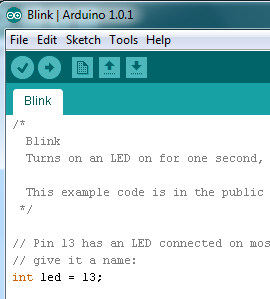 Blink | Arduino 1.0.1
File Edit Sketch Tools Help
Blink
/*
  Blink
  Turns on an LED on for one second,

  This example code is in the public
 */

// Pin 13 has an LED connected on mos
// give it a name:
int led = 13;